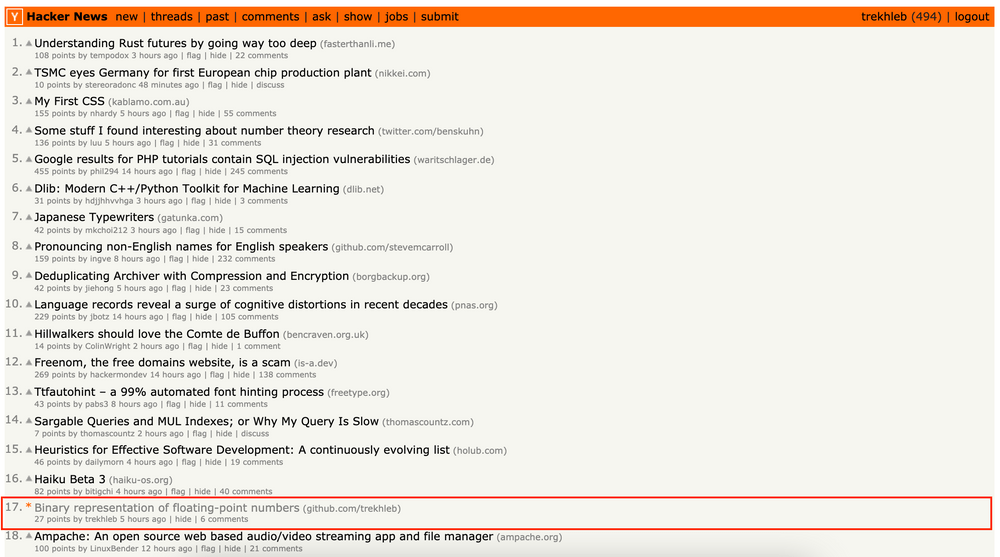 Y Hacker News new | threads | past | comments | ask | show | jobs | submit trekhleb (494) | logout
1. Understanding Rust futures by going way too deep (fasterthanli.me)
108 points by tempodox 3 hours ago | flag | hide | 22 comments
2. TSMC eyes Germany for first European chip production plant (nikkei.com)
10 points by stereoradonc 48 minutes ago | flag | hide | discuss
3. My First CSS (kablamo.com.au)
155 points by nhardy 5 hours ago | flag | hide | 55 comments
4. Some stuff I found interesting about number theory research (twitter.com/benskuhn)
136 points by luu 5 hours ago | flag | hide | 31 comments
5. Google results for PHP tutorials contain SQL injection vulnerabilities (waritschlager.de)
455 points by phil294 14 hours ago | flag | hide | 245 comments
6. Dlib: Modern C++/Python Toolkit for Machine Learning (dlib.net)
31 points by hdjjhhvvhga 3 hours ago | flag | hide | 3 comments
7. Japanese Typewriters (gatunka.com)
42 points by mkchoi212 3 hours ago | flag | hide | 15 comments
8. Pronouncing non-English names for English speakers (github.com/stevemcarroll)
159 points by ingve 8 hours ago | flag | hide | 232 comments
9. Deduplicating Archiver with Compression and Encryption (borgbackup.org)
42 points by jiehong 5 hours ago | flag | hide | 23 comments
10. Language records reveal a surge of cognitive distortions in recent decades (pnas.org)
229 points by jbotz 14 hours ago | flag | hide | 105 comments
11. Hillwalkers should love the Comte de Buffon (bencraven.org.uk)
14 points by ColinWright 2 hours ago | flag | hide | 1 comment
12. Freenom, the free domains website, is a scam (is-a.dev)
269 points by hackermondev 14 hours ago | flag | hide | 138 comments
13. Ttfautohint – a 99% automated font hinting process (freetype.org)
43 points by pabs3 8 hours ago | flag | hide | 11 comments
14. Sargable Queries and MUL Indexes; or Why My Query Is Slow (thomascountz.com)
7 points by thomascountz 2 hours ago | flag | hide | discuss
15. Heuristics for Effective Software Development: A continuously evolving list (holub.com)
46 points by dailymorn 4 hours ago | flag | hide | 19 comments
16. Haiku Beta 3 (haiku-os.org)
82 points by bitigchi 4 hours ago | flag | hide | 40 comments
17. * Binary representation of floating-point numbers (github.com/trekhleb)
27 points by trekhleb 5 hours ago | hide | 6 comments
18. Ampache: An open source web based audio/video streaming app and file manager (ampache.org)
100 points by LinuxBender 12 hours ago | flag | hide | 21 comments